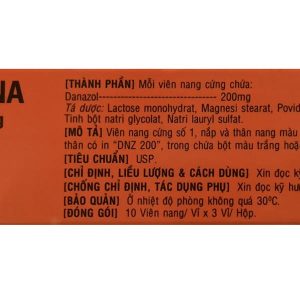 NA
g
[THÀNH PHẦN] Mỗi viên nang cứng chứa:
Danazol-------------------------------- 200mg
Tá dược: Lactose monohydrat, Magnesi stearat, Povid
Tinh bột natri glycolat, Natri lauryl sulfat.
[MÔ TẢ] Viên nang cứng số 1, nắp và thân nang màu
thân có in “DNZ 200”, trong chứa bột màu trắng hoặ
[TIÊU CHUẨN] USP.
[CHỈ ĐỊNH, LIỀU LƯỢNG & CÁCH DÙNG] Xin đọc kỹ
[CHỐNG CHỈ ĐỊNH, TÁC DỤNG PHỤ] Xin đọc kỹ hư
[BẢO QUẢN] Ở nhiệt độ phòng không quá 30ºC.
[ĐÓNG GÓI] 10 Viên nang/ Vỉ x 3 Vỉ/ Hộp.